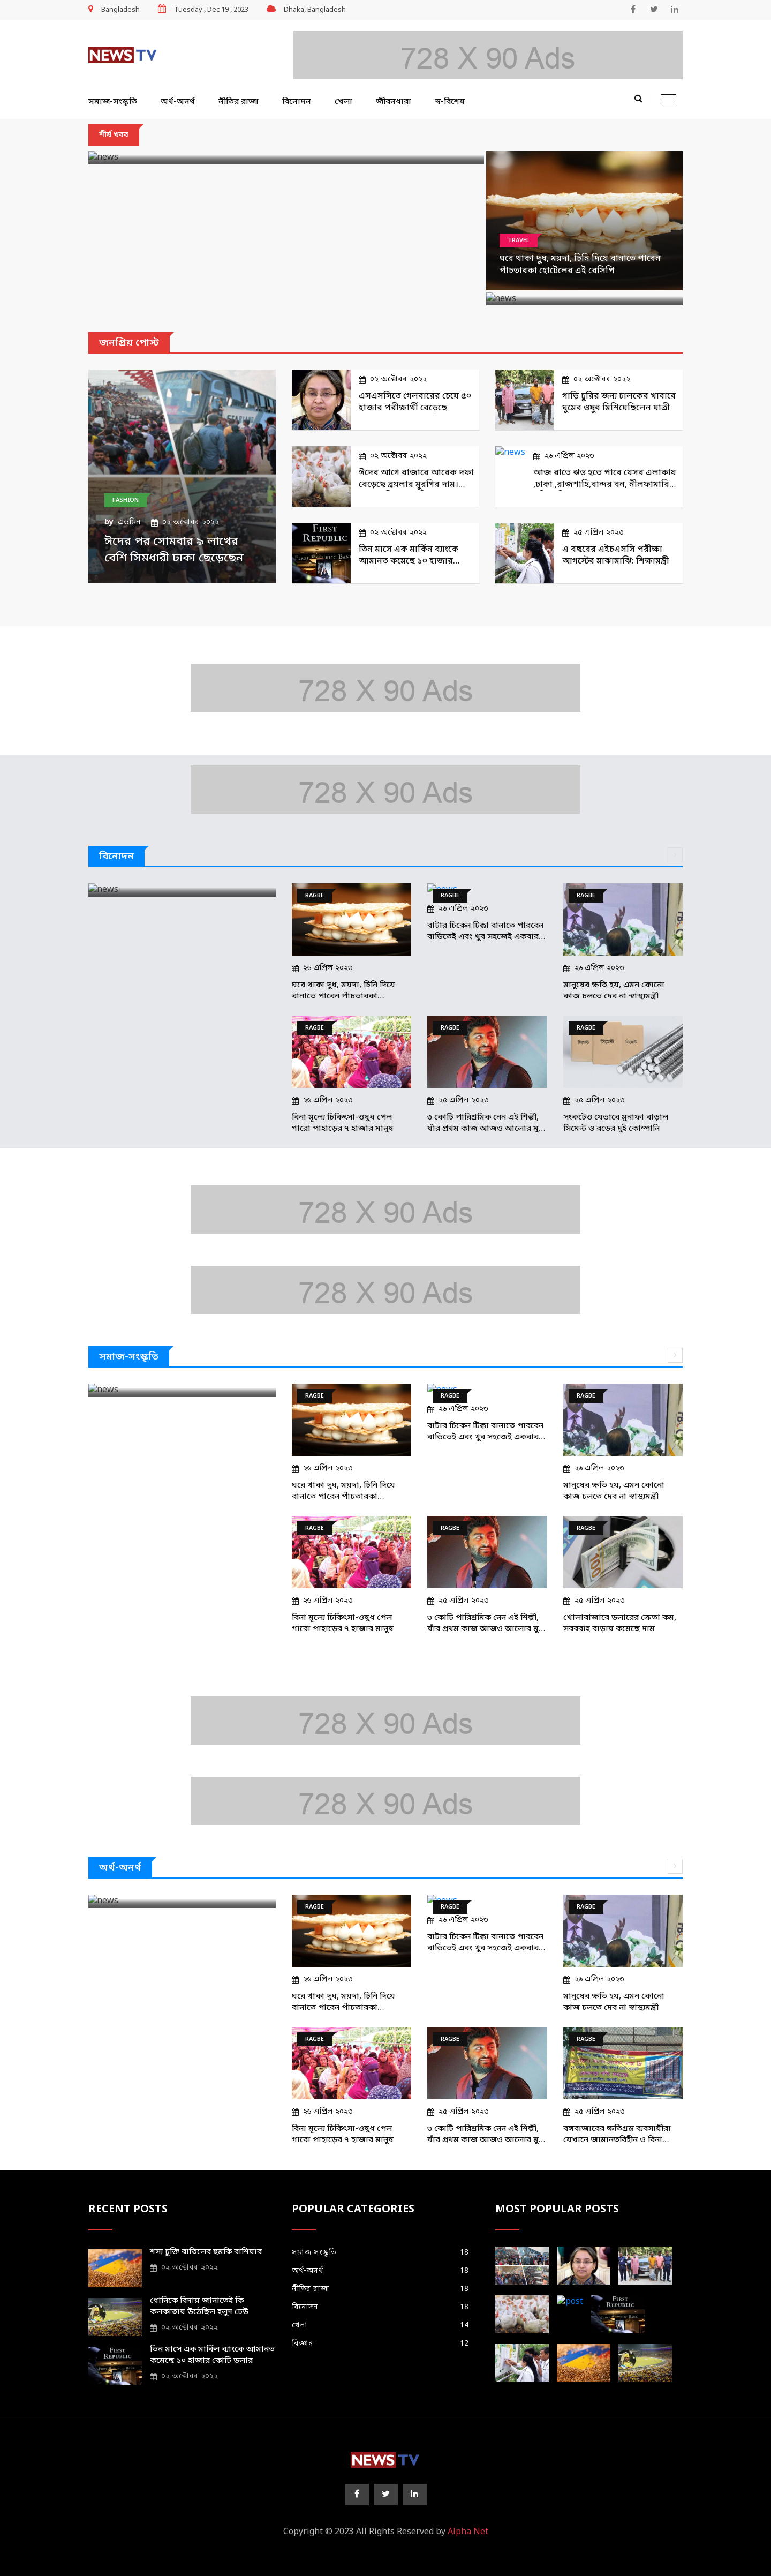 Bangladesh Tuesday , Dec 19 , 2023 Dhaka, Bangladesh
NEWS TV
728 X 90 Ads
সমাজ-সংস্কৃতি অর্থ-অনর্থ নীতির রাজা বিনোদন খেলা জীবনধারা স্ব-বিশেষ
শীর্ষ খবর
news
TRAVEL
ঘরে থাকা দুধ, ময়দা, চিনি দিয়ে বানাতে পাবেন
পাঁচতারকা হোটেলের এই রেসিপি
news
জনপ্রিয় পোস্ট
FASHION
by এডমিন ০২ অক্টোবর ২০২২
ঈদের পর সোমবার ৯ লাখের
বেশি সিমধারী ঢাকা ছেড়েছেন
০২ অক্টোবর ২০২২
এসএসসিতে গেলবারের চেয়ে ৫০
হাজার পরীক্ষার্থী বেড়েছে
০২ অক্টোবর ২০২২
গাড়ি চুরির জন্য চালকের খাবারে
ঘুমের ওষুধ মিশিয়েছিলেন যাত্রী
০২ অক্টোবর ২০২২
ঈদের আগে বাজারে আরেক দফা
বেড়েছে ব্রয়লার মুরগির দাম।...
news
২৬ এপ্রিল ২০২৩
আজ রাতে ঝড় হতে পারে যেসব এলাকায়
,ঢাকা ,রাজশাহি,বান্দর বন, নীলফামারি...
০২ অক্টোবর ২০২২
তিন মাসে এক মার্কিন ব্যাংকে
আমানত কমেছে ১০ হাজার...
২৫ এপ্রিল ২০২৩
এ বছরের এইচএসসি পরীক্ষা
আগস্টের মাঝামাঝি: শিক্ষামন্ত্রী
728 X 90 Ads
728 X 90 Ads
বিনোদন
news
RAGBE
২৬ এপ্রিল ২০২৩
ঘরে থাকা দুধ, ময়দা, চিনি দিয়ে
বানাতে পারেন পাঁচতারকা...
RAGBE
২৬ এপ্রিল ২০২৩
বাটার চিকেন টিক্কা বানাতে পারবেন
বাড়িতেই এবং খুব সহজেই একবার...
RAGBE
২৬ এপ্রিল ২০২৩
মানুষের ক্ষতি হয়, এমন কোনো
কাজ চলতে দেব না স্বাস্থ্যমন্ত্রী
RAGBE
২৬ এপ্রিল ২০২৩
বিনা মূল্যে চিকিৎসা-ওষুধ পেল
গারো পাহাড়ের ৭ হাজার মানুষ
RAGBE
২৫ এপ্রিল ২০২৩
৩ কোটি পারিশ্রমিক নেন এই শিল্পী,
যাঁর প্রথম কাজ আজও আলোর মু...
RAGBE
২৫ এপ্রিল ২০২৩
সংকটেও যেভাবে মুনাফা বাড়াল
সিমেন্ট ও রডের দুই কোম্পানি
728 X 90 Ads
728 X 90 Ads
সমাজ-সংস্কৃতি
news
RAGBE
২৬ এপ্রিল ২০২৩
ঘরে থাকা দুধ, ময়দা, চিনি দিয়ে
বানাতে পারেন পাঁচতারকা...
RAGBE
২৬ এপ্রিল ২০২৩
বাটার চিকেন টিক্কা বানাতে পারবেন
বাড়িতেই এবং খুব সহজেই একবার...
RAGBE
২৬ এপ্রিল ২০২৩
মানুষের ক্ষতি হয়, এমন কোনো
কাজ চলতে দেব না স্বাস্থ্যমন্ত্রী
RAGBE
২৬ এপ্রিল ২০২৩
বিনা মূল্যে চিকিৎসা-ওষুধ পেল
গারো পাহাড়ের ৭ হাজার মানুষ
RAGBE
২৫ এপ্রিল ২০২৩
৩ কোটি পারিশ্রমিক নেন এই শিল্পী,
যাঁর প্রথম কাজ আজও আলোর মু...
RAGBE
২৫ এপ্রিল ২০২৩
খোলাবাজারে ডলারের ক্রেতা কম,
সরবরাহ বাড়ায় কমেছে দাম
728 X 90 Ads
728 X 90 Ads
অর্থ-অনর্থ
news
RAGBE
২৬ এপ্রিল ২০২৩
ঘরে থাকা দুধ, ময়দা, চিনি দিয়ে
বানাতে পারেন পাঁচতারকা...
RAGBE
২৬ এপ্রিল ২০২৩
বাটার চিকেন টিক্কা বানাতে পারবেন
বাড়িতেই এবং খুব সহজেই একবার...
RAGBE
২৬ এপ্রিল ২০২৩
মানুষের ক্ষতি হয়, এমন কোনো
কাজ চলতে দেব না স্বাস্থ্যমন্ত্রী
RAGBE
২৬ এপ্রিল ২০২৩
বিনা মূল্যে চিকিৎসা-ওষুধ পেল
গারো পাহাড়ের ৭ হাজার মানুষ
RAGBE
২৫ এপ্রিল ২০২৩
৩ কোটি পারিশ্রমিক নেন এই শিল্পী,
যাঁর প্রথম কাজ আজও আলোর মু...
RAGBE
২৫ এপ্রিল ২০২৩
বঙ্গবাজারের ক্ষতিগ্রস্ত ব্যবসায়ীরা
যেখানে জামানতবিহীন ও বিনা...
RECENT POSTS
শস্য চুক্তি বাতিলের হুমকি রাশিয়ার
০২ অক্টোবর ২০২২
ধোনিকে বিদায় জানাতেই কি
কলকাতায় উঠেছিল হলুদ ঢেউ
০২ অক্টোবর ২০২২
তিন মাসে এক মার্কিন ব্যাংকে আমানত
কমেছে ১০ হাজার কোটি ডলার
০২ অক্টোবর ২০২২
POPULAR CATEGORIES
সমাজ-সংস্কৃতি 18
অর্থ-অনর্থ 18
নীতির রাজা 18
বিনোদন 18
খেলা 14
বিজ্ঞান 12
MOST POPULAR POSTS
post
NEWS TV
Copyright © 2023 All Rights Reserved by Alpha Net